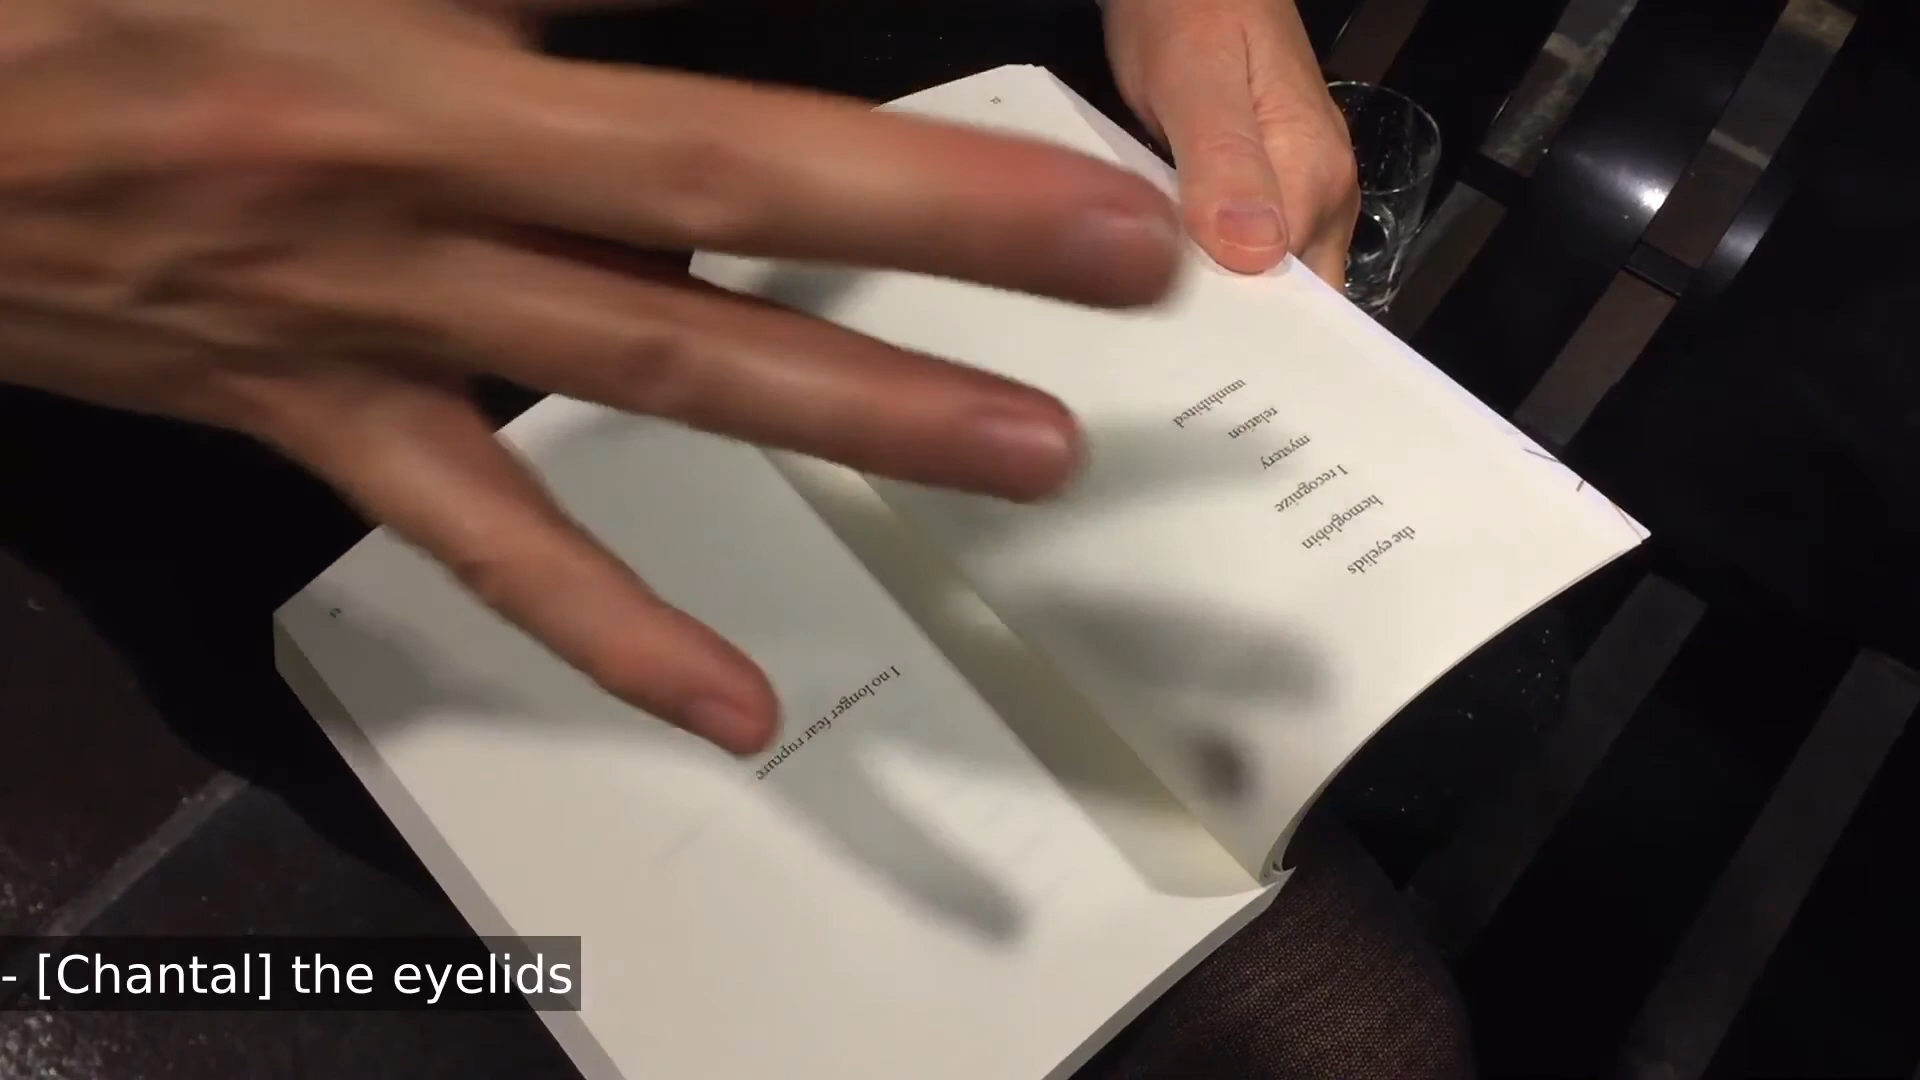 the eyelids
hemoglobin
I recognize
mystery
relation
uninhibited
I no longer fear rupture
- [Chantal] the eyelids